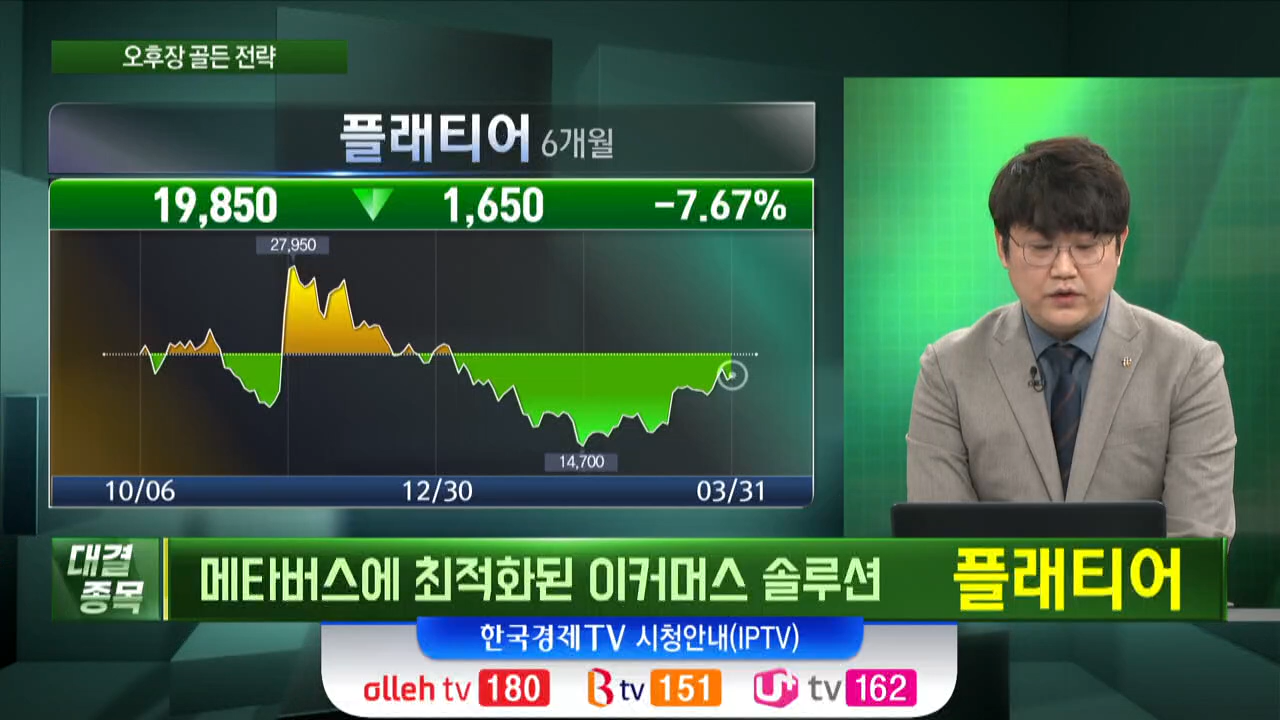 오후장 골든 전략
플래티어 6개월
19,850 ▼ 1,650 -7.67%
27,950
14,700
10/06 12/30 03/31
대결
종목
메타버스에 최적화된 이커머스 솔루션 플래티어
한국경제TV 시청안내(IPTV)
olleh tv 180 B tv 151 U+ tv 162